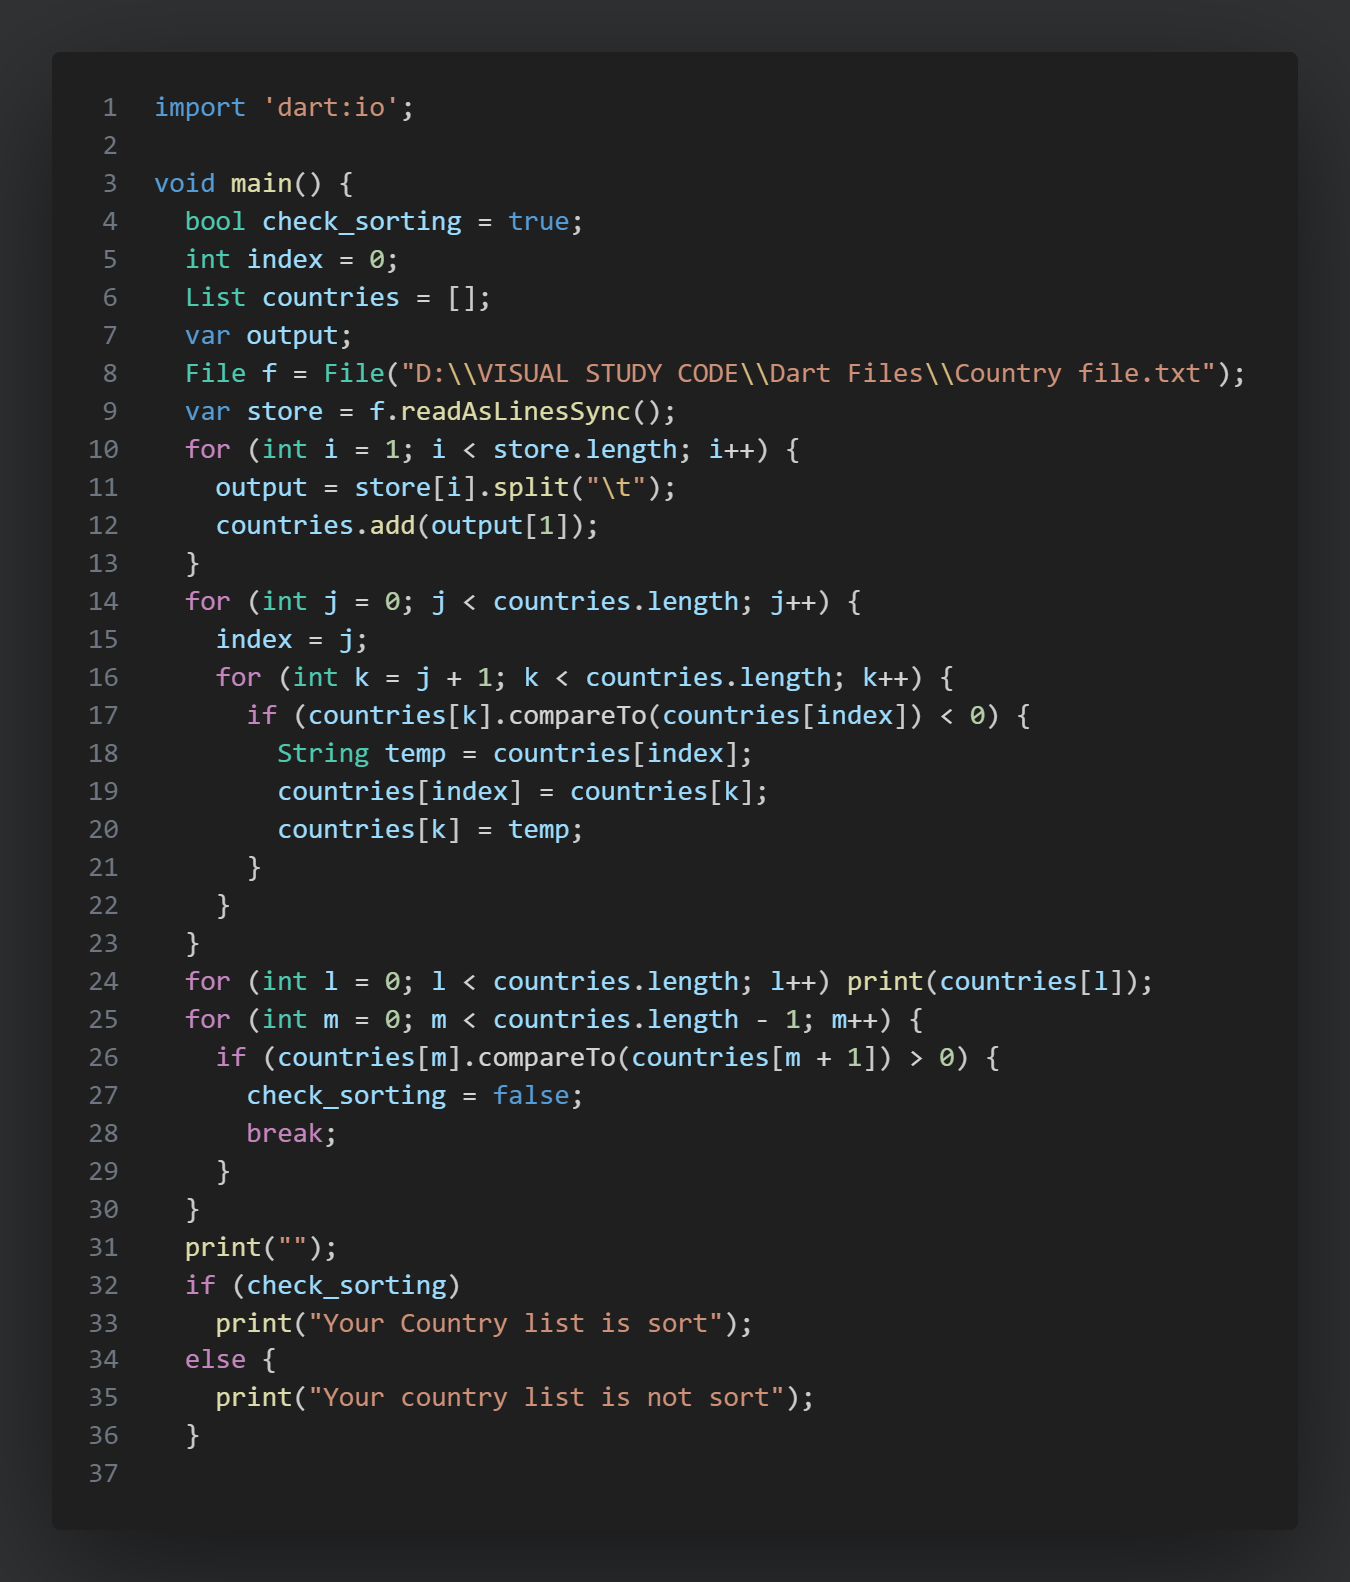 1 import 'dart:io';
2
3 void main() {
4   bool check_sorting = true;
5   int index = 0;
6   List countries = [];
7   var output;
8   File f = File("D:\\VISUAL STUDY CODE\\Dart Files\\Country file.txt");
9   var store = f.readAsLinesSync();
10   for (int i = 1; i < store.length; i++) {
11     output = store[i].split("\t");
12     countries.add(output[1]);
13   }
14   for (int j = 0; j < countries.length; j++) {
15     index = j;
16     for (int k = j + 1; k < countries.length; k++) {
17       if (countries[k].compareTo(countries[index]) < 0) {
18         String temp = countries[index];
19         countries[index] = countries[k];
20         countries[k] = temp;
21       }
22     }
23   }
24   for (int l = 0; l < countries.length; l++) print(countries[l]);
25   for (int m = 0; m < countries.length - 1; m++) {
26     if (countries[m].compareTo(countries[m + 1]) > 0) {
27       check_sorting = false;
28       break;
29     }
30   }
31   print("");
32   if (check_sorting)
33     print("Your Country list is sort");
34   else {
35     print("Your country list is not sort");
36   }
37